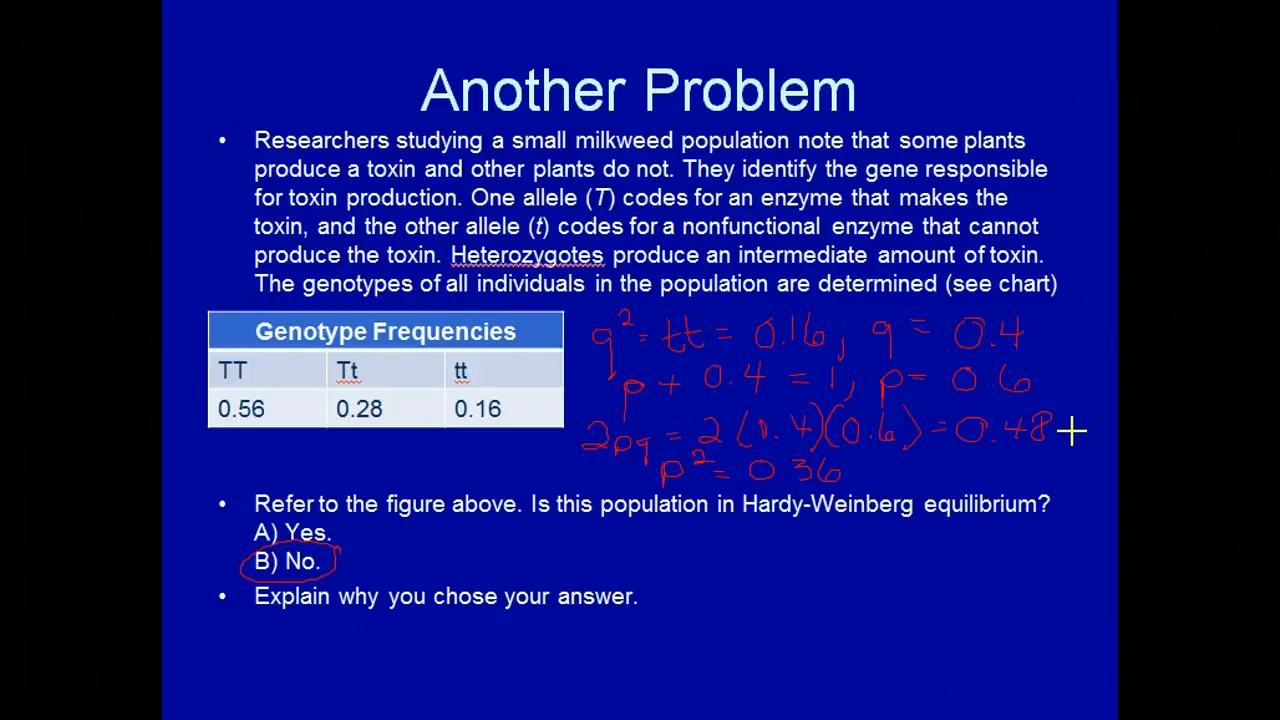 Another Problem
• Researchers studying a small milkweed population note that some plants
produce a toxin and other plants do not. They identify the gene responsible
for toxin production. One allele (T) codes for an enzyme that makes the
toxin, and the other allele (t) codes for a nonfunctional enzyme that cannot
produce the toxin. Heterozygotes produce an intermediate amount of toxin.
The genotypes of all individuals in the population are determined (see chart)
Genotype Frequencies
TT Tt tt
0.56 0.28 0.16
q² = tt = 0.16; q = 0.4
p + 0.4 = 1; p = 0.6
2pq = 2(0.4)(0.6) = 0.48
p² = 0.36
• Refer to the figure above. Is this population in Hardy-Weinberg equilibrium?
A) Yes.
B) No.
• Explain why you chose your answer.